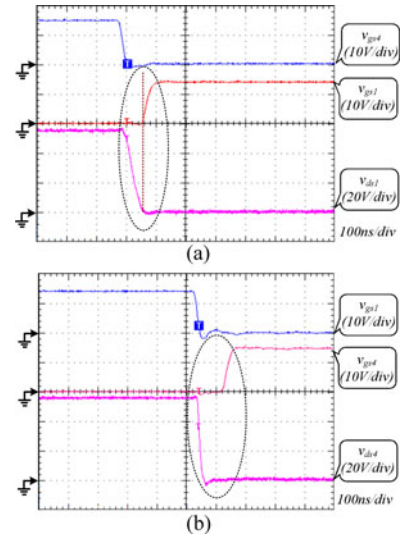 v_gs4
(10V/div)
v_gs1
(10V/div)
T
v_ds1
(20V/div)
100ns/div
(a)
v_gs1
(10V/div)
T
v_gs4
(10V/div)
v_ds4
(20V/div)
100ns/div
(b)